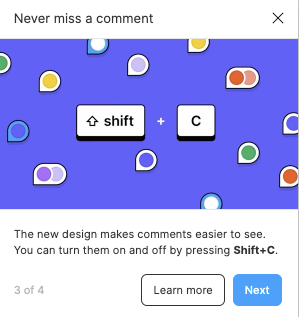 Never miss a comment
⇧ shift + C
The new design makes comments easier to see.
You can turn them on and off by pressing Shift+C.
3 of 4
Learn more
Next